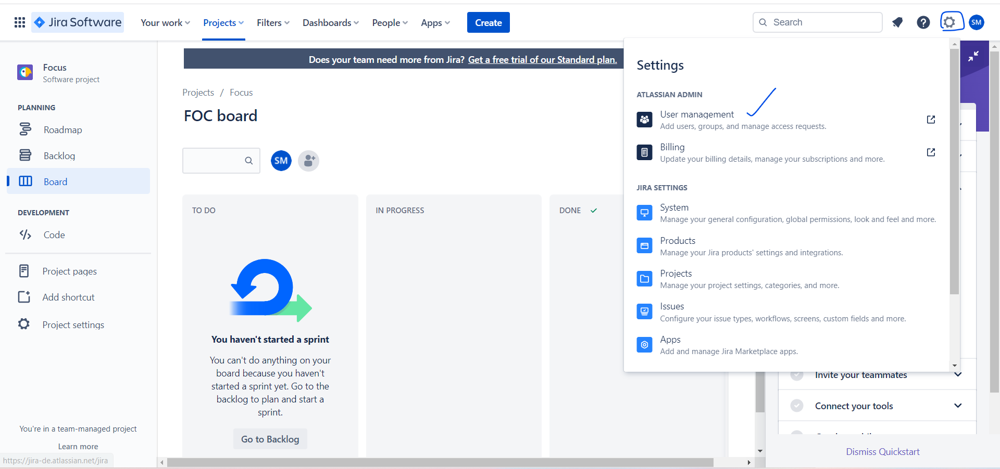 Jira Software Your work Projects Filters Dashboards People Apps Create Search SM
Focus
Software project
PLANNING
Roadmap
Backlog
Board
DEVELOPMENT
Code
Project pages
Add shortcut
Project settings
You're in a team-managed project
Learn more
https://jira-de.atlassian.net/jira
Does your team need more from Jira? Get a free trial of our Standard plan.
Projects / Focus
FOC board
SM
TO DO
IN PROGRESS
DONE
You haven't started a sprint
You can't do anything on your
board because you haven't
started a sprint yet. Go to the
backlog to plan and start a
sprint.
Go to Backlog
Settings
ATLASSIAN ADMIN
User management
Add users, groups, and manage access requests.
Billing
Update your billing details, manage your subscriptions and more.
JIRA SETTINGS
System
Manage your general configuration, global permissions, look and feel and more.
Products
Manage your Jira products' settings and integrations.
Projects
Manage your project settings, categories, and more.
Issues
Configure your issue types, workflows, screens, custom fields and more.
Apps
Add and manage Jira Marketplace apps.
Invite your teammates
Connect your tools
Dismiss Quickstart